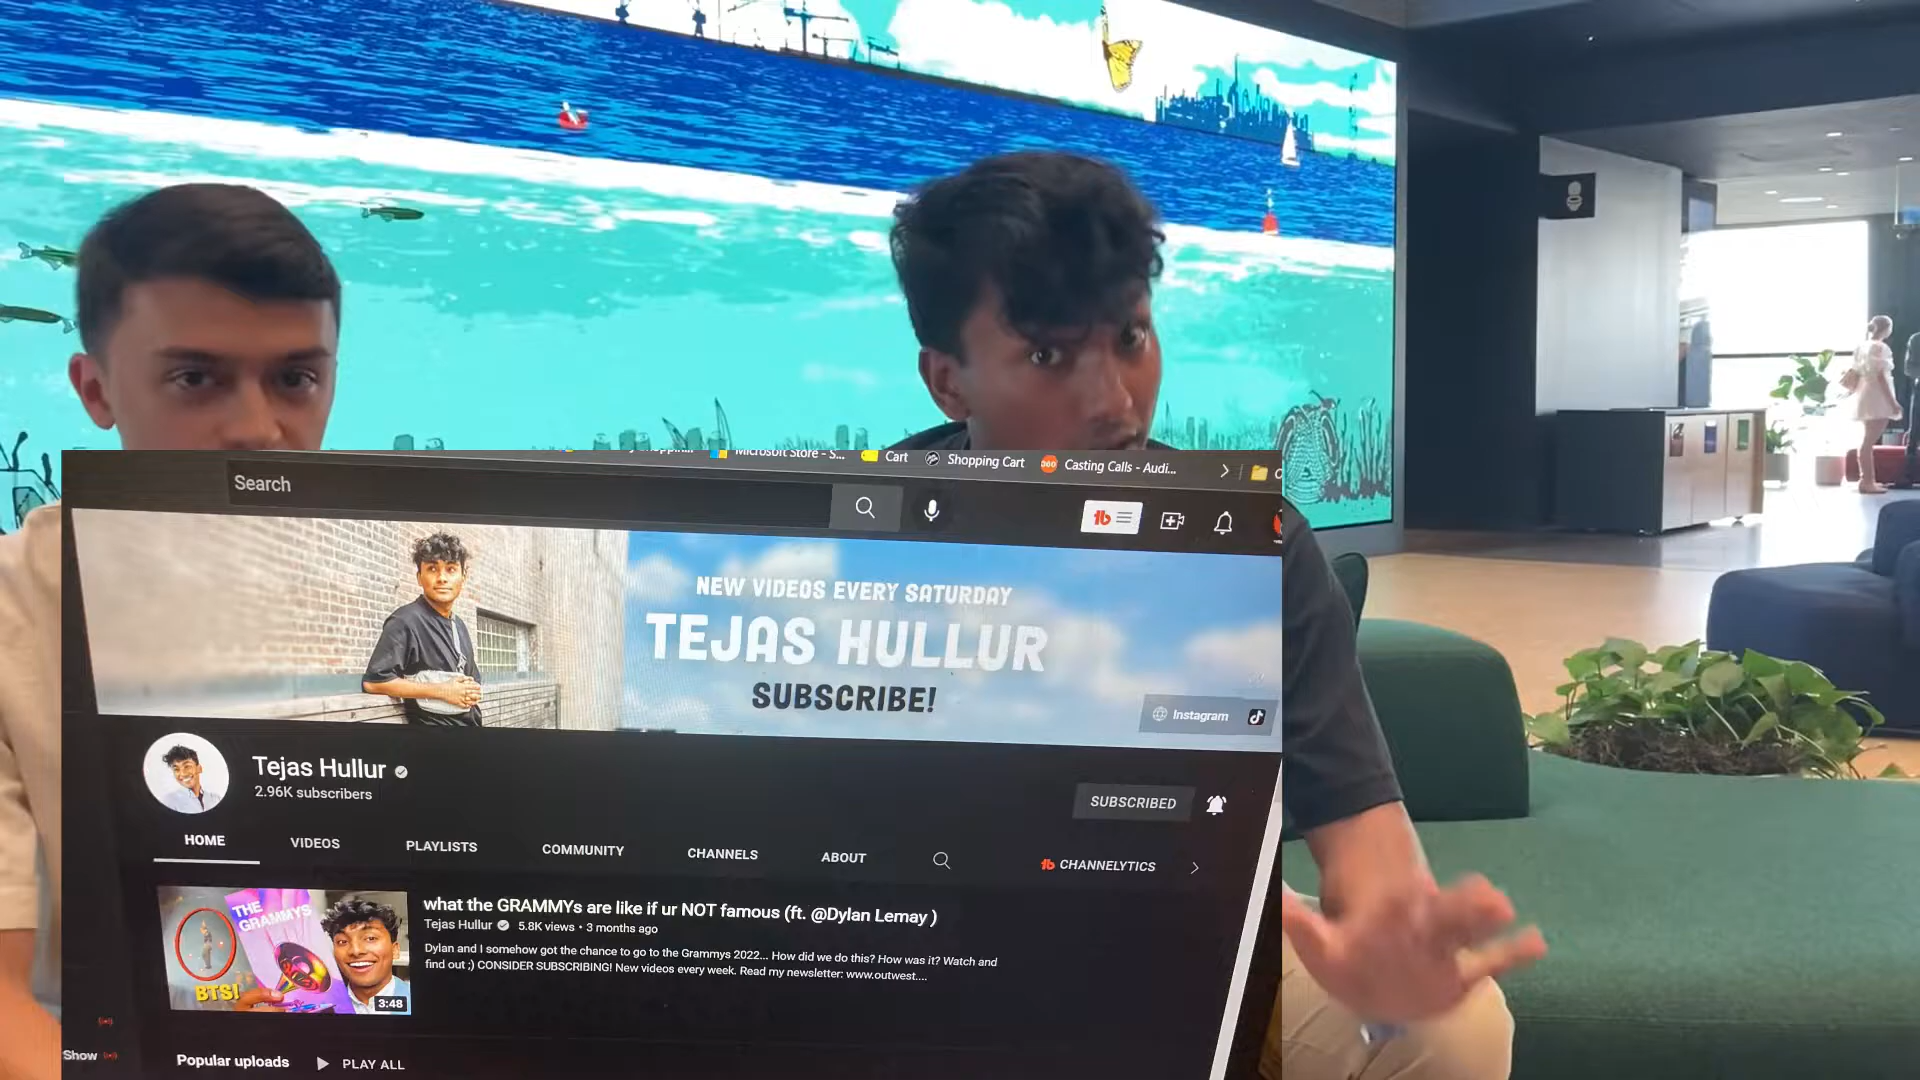 Microsoft Store - S...
Cart
Shopping Cart
Casting Calls - Audi...
Search
NEW VIDEOS EVERY SATURDAY
TEJAS HULLUR
SUBSCRIBE!
Instagram
Tejas Hullur
2.96K subscribers
SUBSCRIBED
HOME
VIDEOS
PLAYLISTS
COMMUNITY
CHANNELS
ABOUT
CHANNELYTICS
THE
GRAMMYS
BTS!
3:48
what the GRAMMYs are like if ur NOT famous (ft. @Dylan Lemay )
Tejas Hullur 5.8K views • 3 months ago
Dylan and I somehow got the chance to go to the Grammys 2022... How did we do this? How was it? Watch and
find out ;) CONSIDER SUBSCRIBING! New videos every week. Read my newsletter: www.outwest....
Show
Popular uploads
PLAY ALL